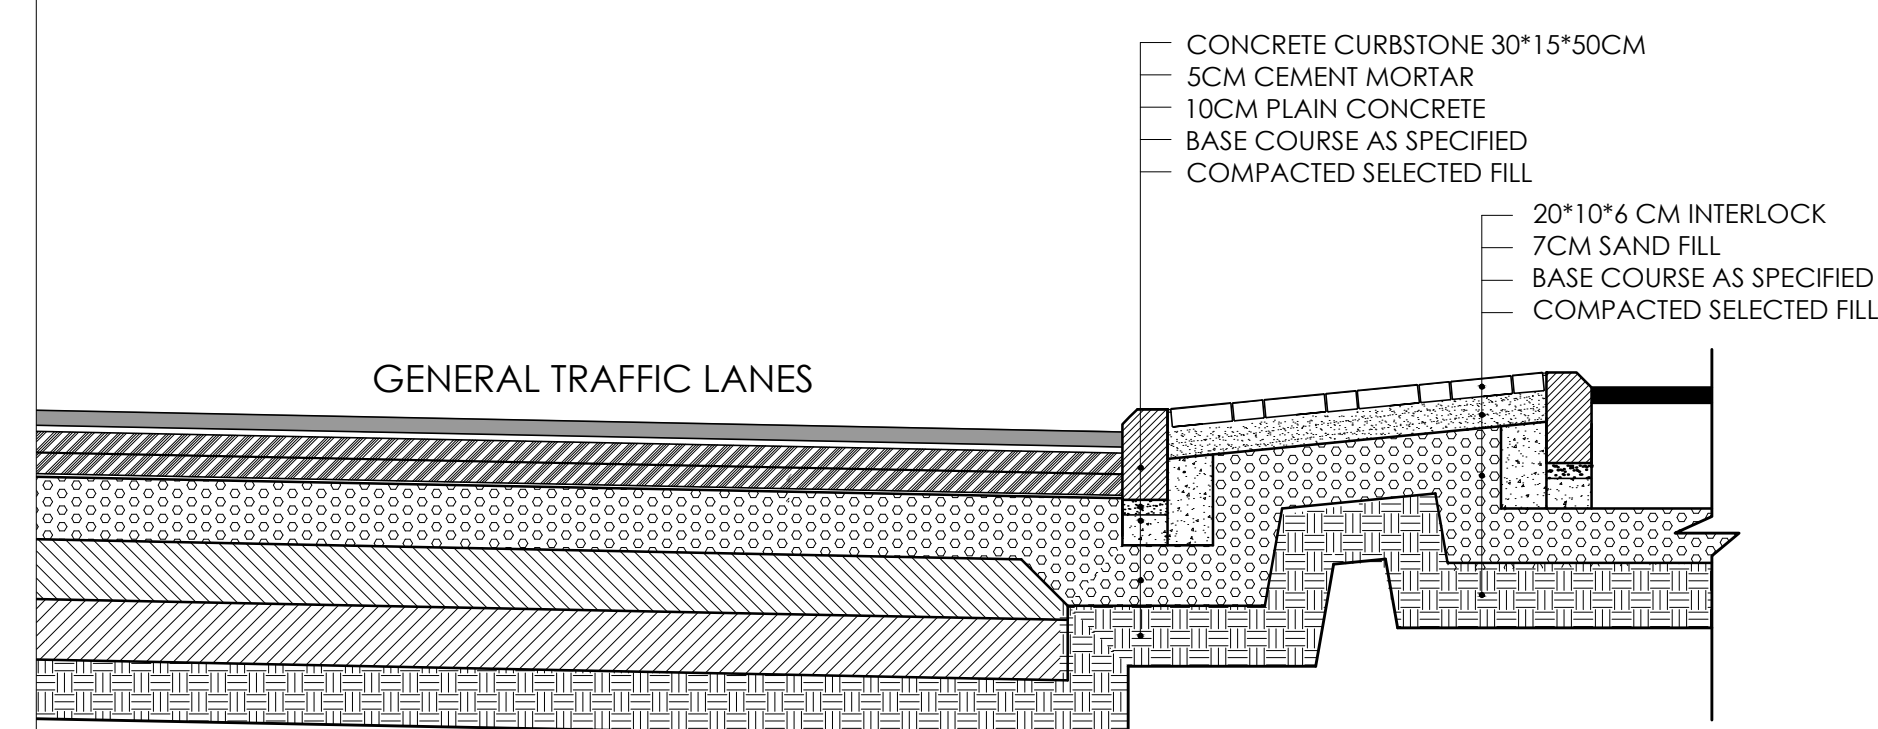 CONCRETE CURBSTONE 30*15*50CM
5CM CEMENT MORTAR
10CM PLAIN CONCRETE
BASE COURSE AS SPECIFIED
COMPACTED SELECTED FILL
20*10*6 CM INTERLOCK
7CM SAND FILL
BASE COURSE AS SPECIFIED
COMPACTED SELECTED FILL
GENERAL TRAFFIC LANES